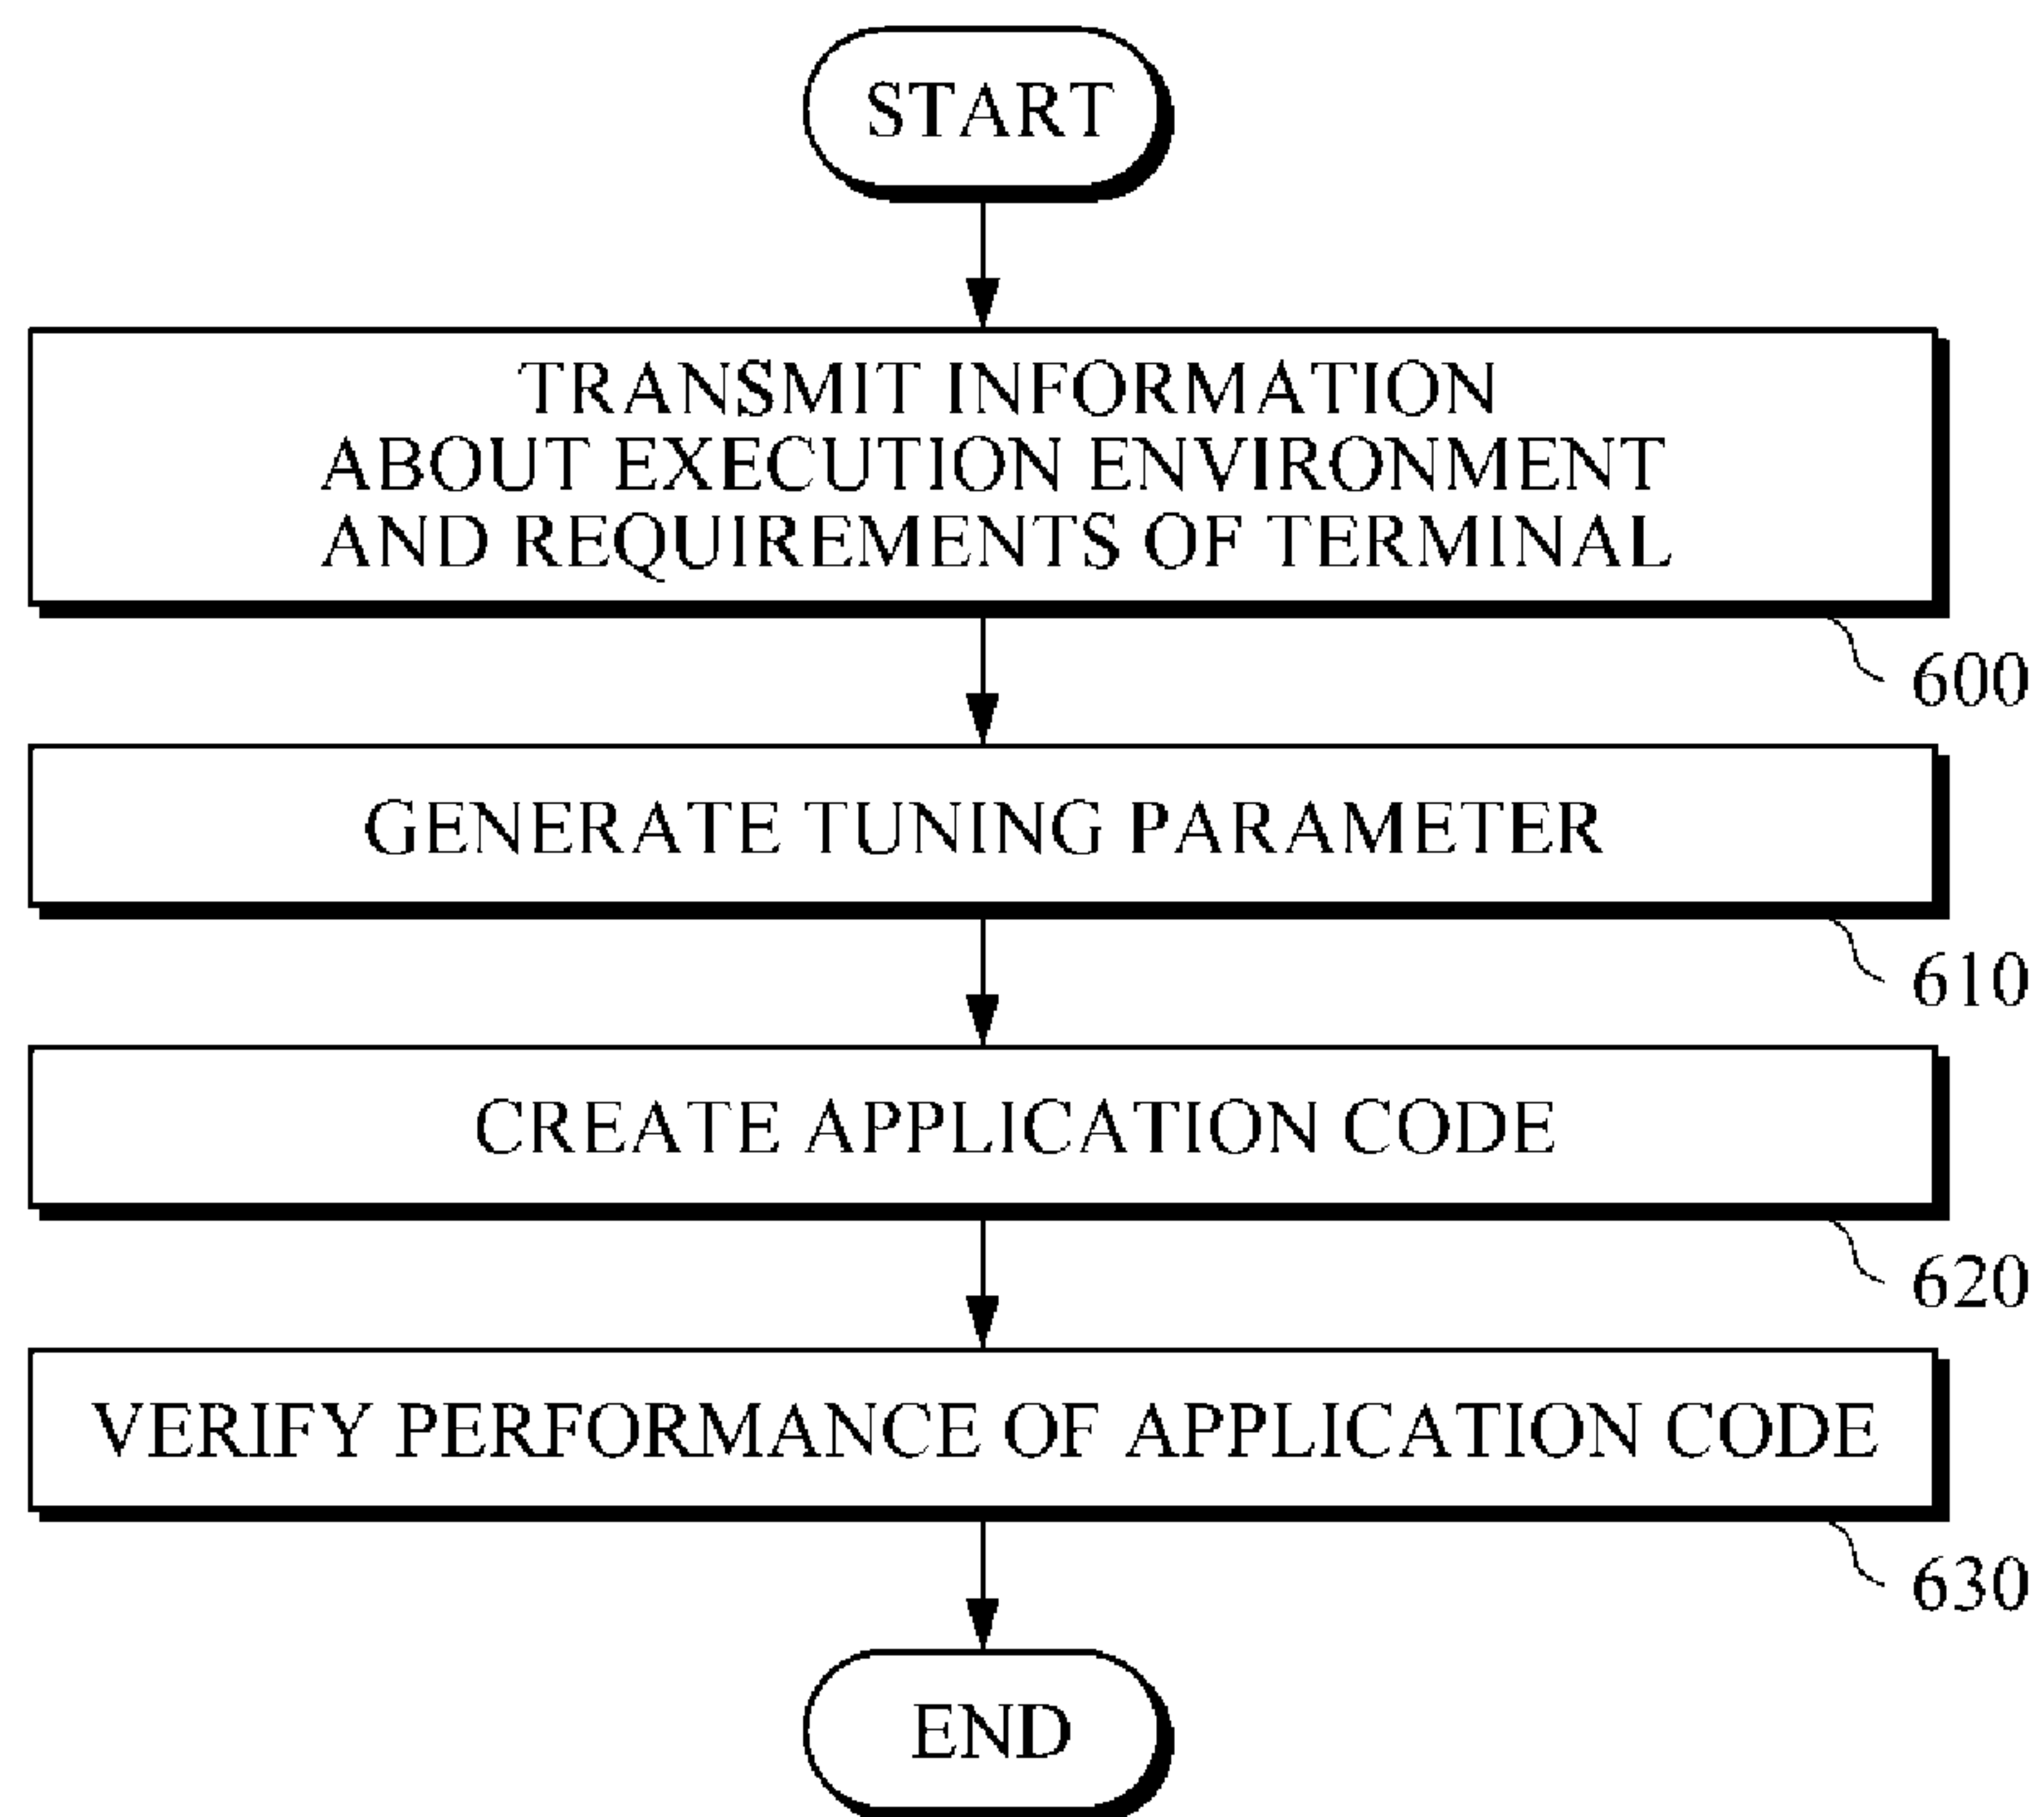 START
TRANSMIT INFORMATION
ABOUT EXECUTION ENVIRONMENT
AND REQUIREMENTS OF TERMINAL
600
GENERATE TUNING PARAMETER
610
CREATE APPLICATION CODE
620
VERIFY PERFORMANCE OF APPLICATION CODE
630
END